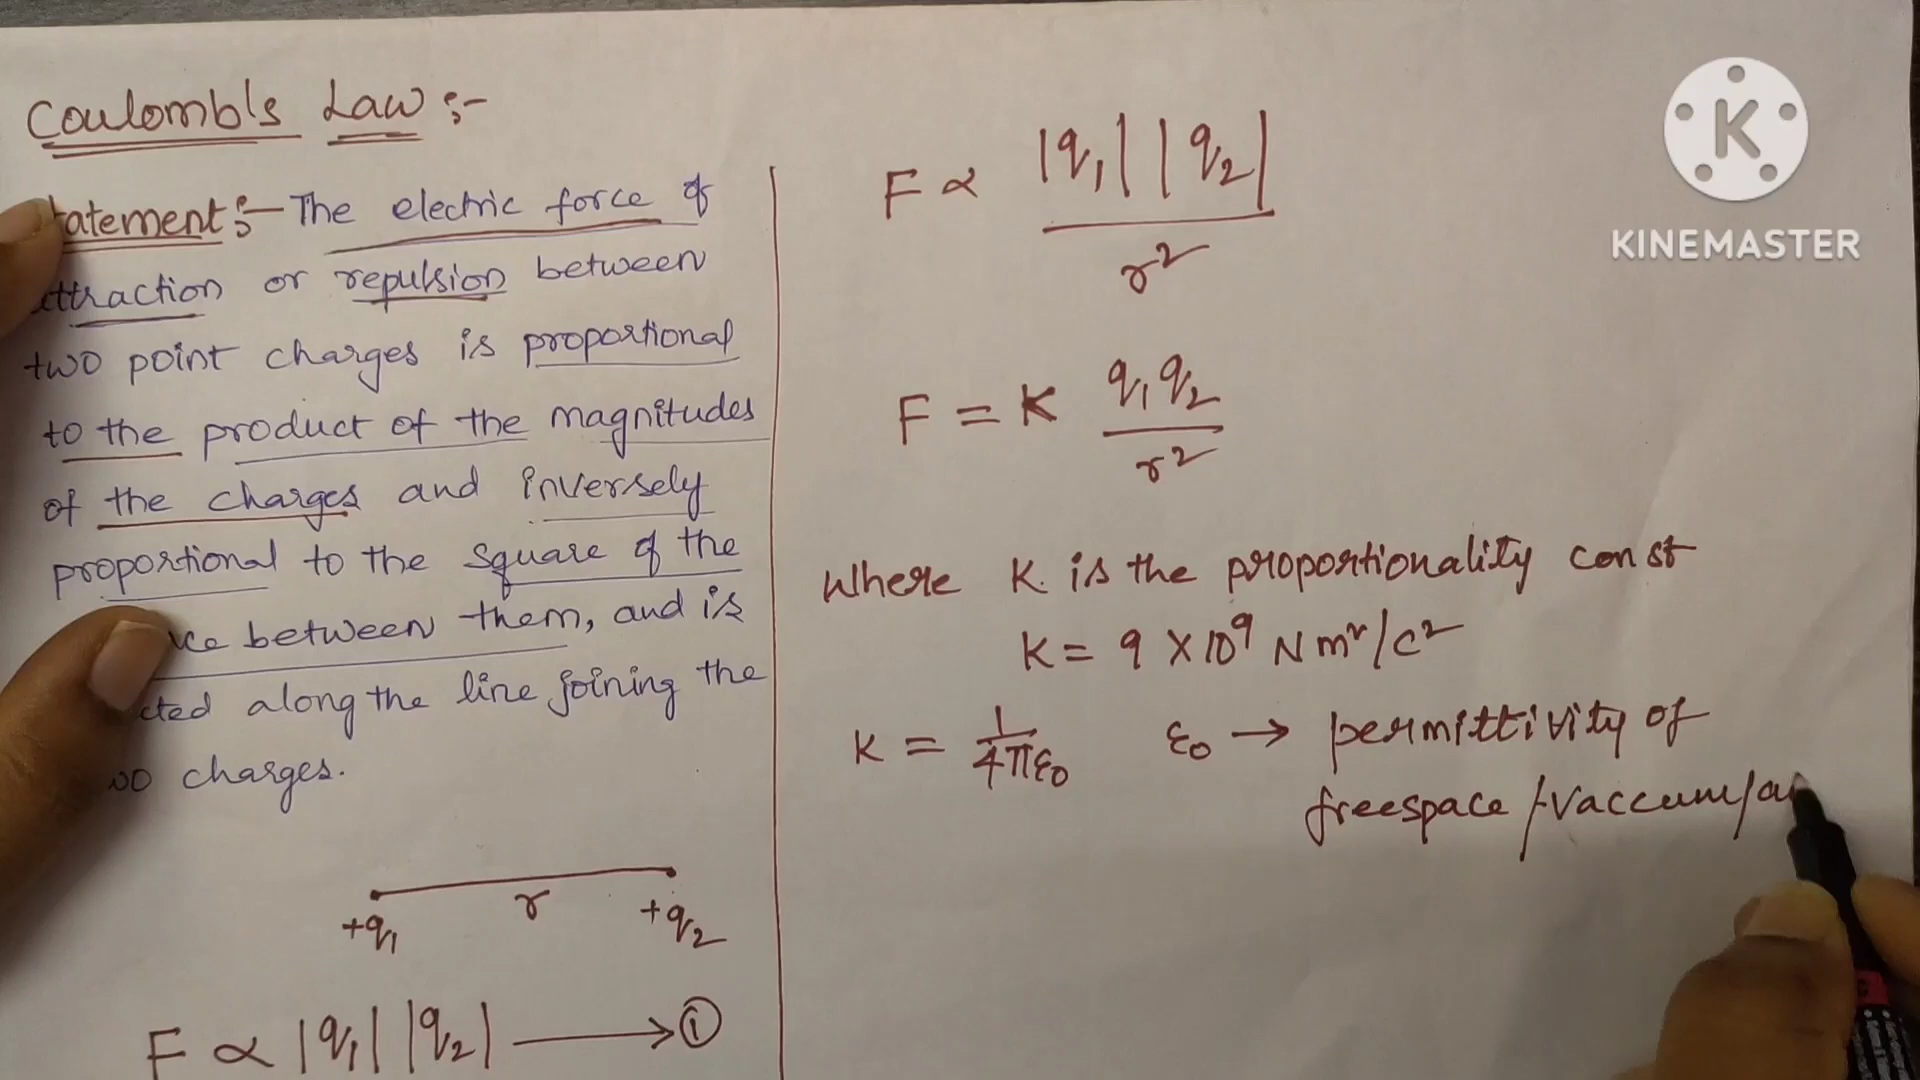 Coulomb's Law :-
tatement :- The electric force of
ttraction or repulsion between
two point charges is proportional
to the product of the magnitudes
of the charges and inversely
proportional to the square of the
ce between them, and is
cted along the line joining the
wo charges.
+q₁ r +q₂
F ∝ |q₁| |q₂| → ①
F ∝ |q₁| |q₂| / r²
F = K q₁q₂ / r²
Where K is the proportionality const
K = 9 × 10⁹ Nm²/C²
K = 1/4πε₀ ε₀ → permittivity of
freespace /vaccum/a
K
KINEMASTER